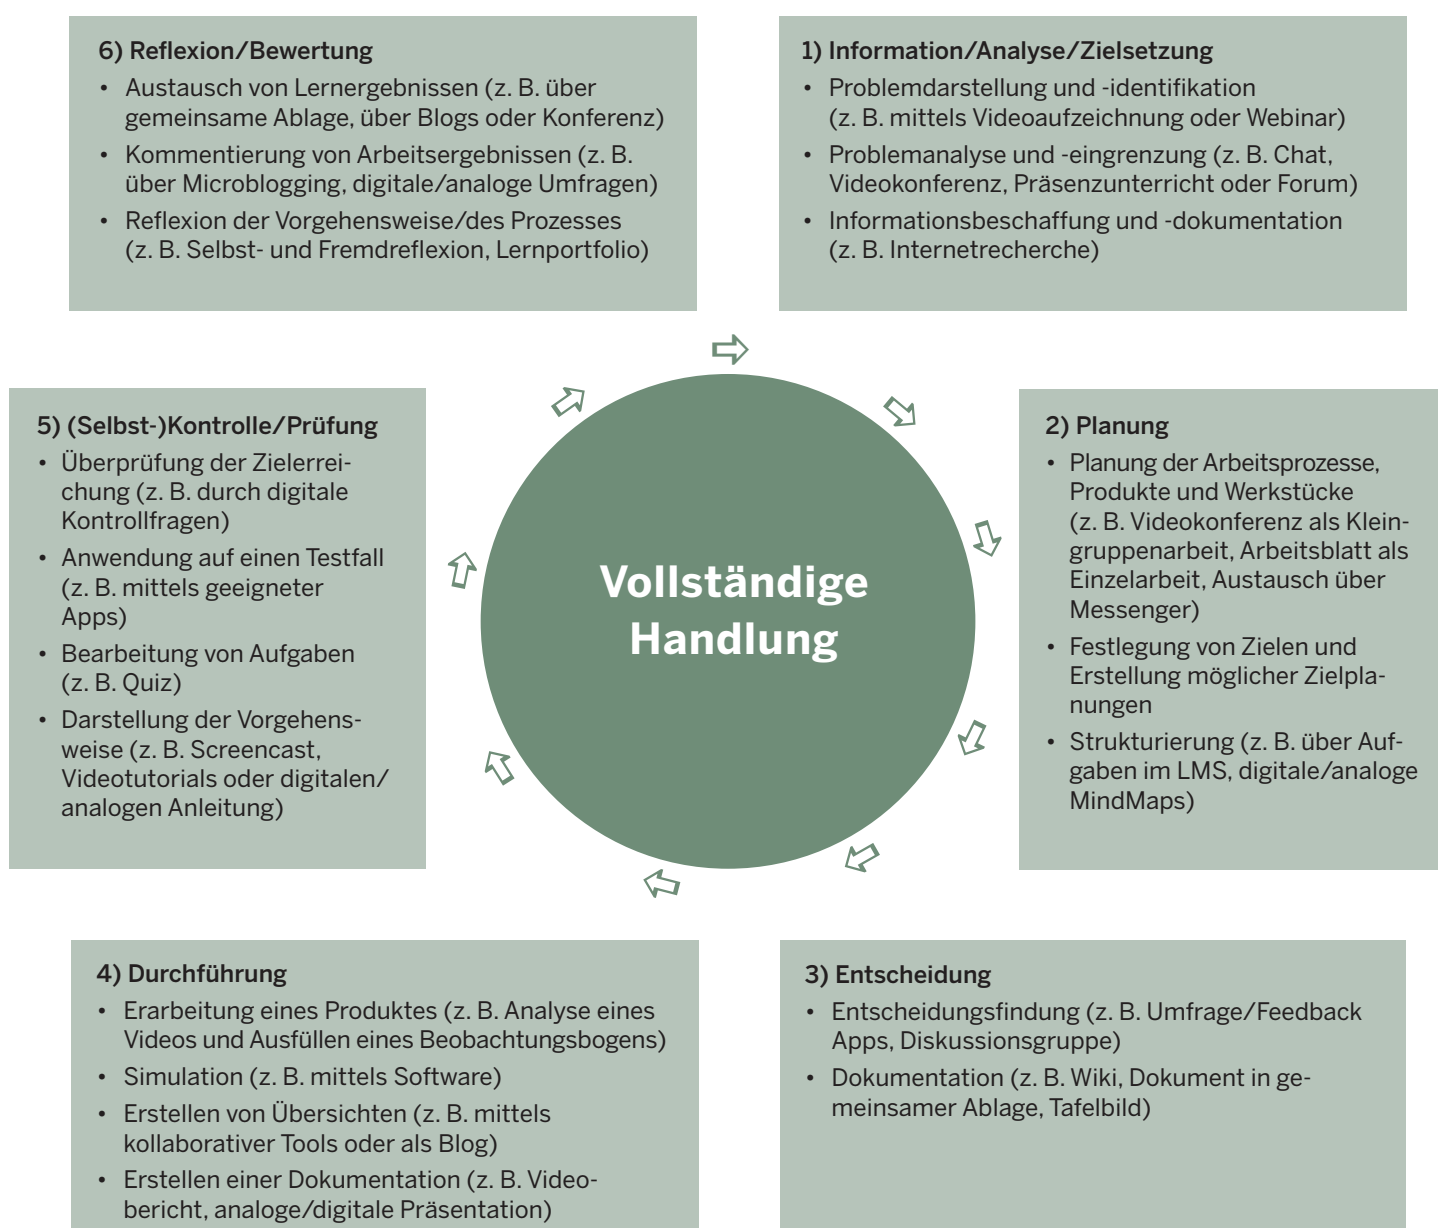 6) Reflexion/Bewertung
• Austausch von Lernergebnissen (z. B. über
gemeinsame Ablage, über Blogs oder Konferenz)
• Kommentierung von Arbeitsergebnissen (z. B.
über Microblogging, digitale/analoge Umfragen)
• Reflexion der Vorgehensweise/des Prozesses
(z. B. Selbst- und Fremdreflexion, Lernportfolio)
1) Information/Analyse/Zielsetzung
• Problemdarstellung und -identifikation
(z. B. mittels Videoaufzeichnung oder Webinar)
• Problemanalyse und -eingrenzung (z. B. Chat,
Videokonferenz, Präsenzunterricht oder Forum)
• Informationsbeschaffung und -dokumentation
(z. B. Internetrecherche)
5) (Selbst-)Kontrolle/Prüfung
• Überprüfung der Zielerrei-
chung (z. B. durch digitale
Kontrollfragen)
• Anwendung auf einen Testfall
(z. B. mittels geeigneter
Apps)
• Bearbeitung von Aufgaben
(z. B. Quiz)
• Darstellung der Vorgehens-
weise (z. B. Screencast,
Videotutorials oder digitalen/
analogen Anleitung)
Vollständige
Handlung
2) Planung
• Planung der Arbeitsprozesse,
Produkte und Werkstücke
(z. B. Videokonferenz als Klein-
gruppenarbeit, Arbeitsblatt als
Einzelarbeit, Austausch über
Messenger)
• Festlegung von Zielen und
Erstellung möglicher Zielpla-
nungen
• Strukturierung (z. B. über Auf-
gaben im LMS, digitale/analoge
MindMaps)
4) Durchführung
• Erarbeitung eines Produktes (z. B. Analyse eines
Videos und Ausfüllen eines Beobachtungsbogens)
• Simulation (z. B. mittels Software)
• Erstellen von Übersichten (z. B. mittels
kollaborativer Tools oder als Blog)
• Erstellen einer Dokumentation (z. B. Video-
bericht, analoge/digitale Präsentation)
3) Entscheidung
• Entscheidungsfindung (z. B. Umfrage/Feedback
Apps, Diskussionsgruppe)
• Dokumentation (z. B. Wiki, Dokument in ge-
meinsamer Ablage, Tafelbild)